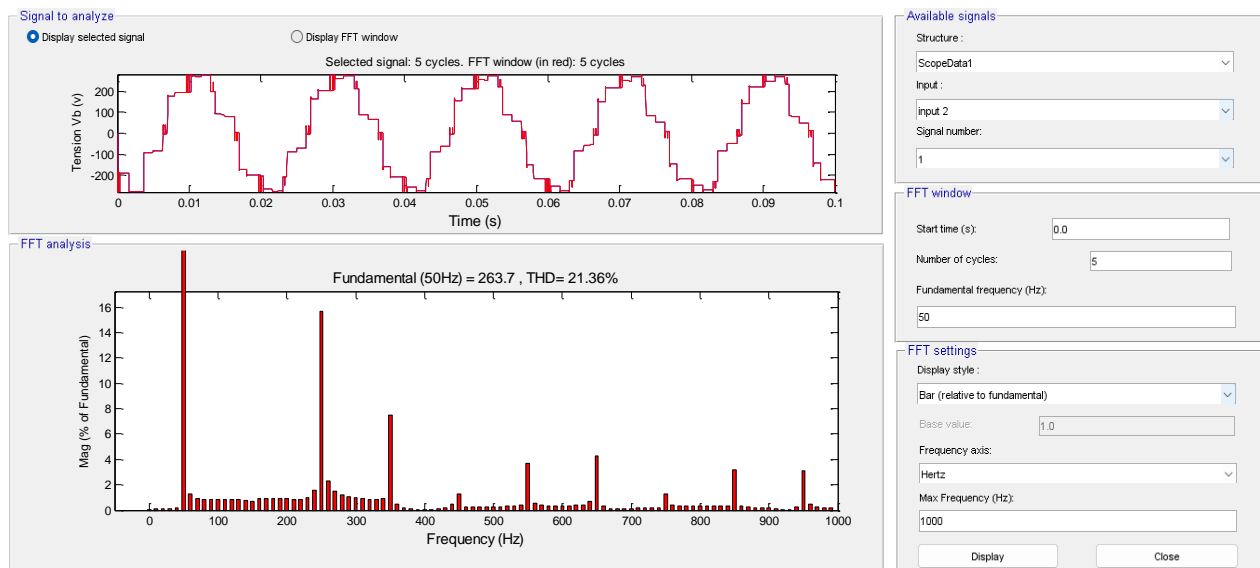 Signal to analyze
Display selected signal
Display FFT window
Selected signal: 5 cycles. FFT window (in red): 5 cycles
200
100
0
-100
-200
Tension Vb (v)
0 0.01 0.02 0.03 0.04 0.05 0.06 0.07 0.08 0.09 0.1
Time (s)
FFT analysis
Fundamental (50Hz) = 263.7 , THD= 21.36%
16
14
12
10
8
6
4
2
0
Mag (% of Fundamental)
0 100 200 300 400 500 600 700 800 900 1000
Frequency (Hz)
Available signals
Structure :
ScopeData1
Input :
input 2
Signal number:
1
FFT window
Start time (s): 0.0
Number of cycles: 5
Fundamental frequency (Hz):
50
FFT settings
Display style :
Bar (relative to fundamental)
Base value: 1.0
Frequency axis:
Hertz
Max Frequency (Hz):
1000
Display Close